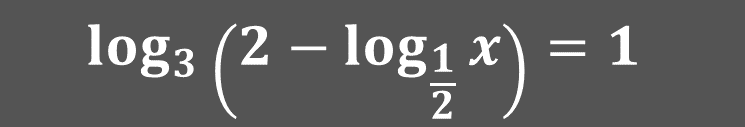 log₃ (2 − log_{1/2} x) = 1